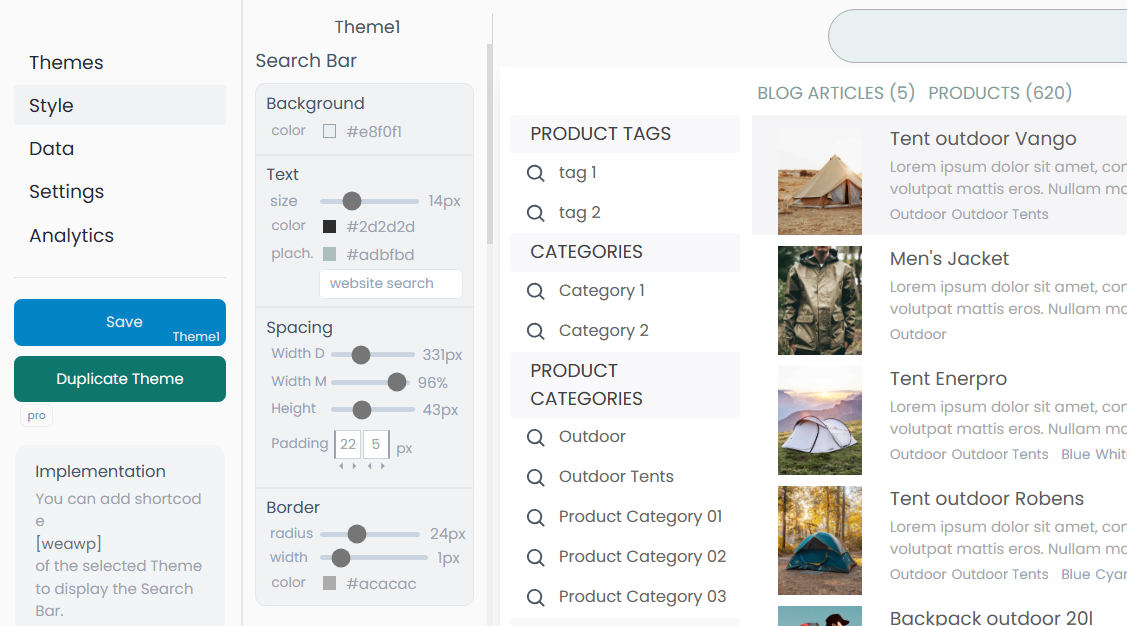 Themes
Style
Data
Settings
Analytics
Save
Theme1
Duplicate Theme
pro
Implementation
You can add shortcod
e
[weawp]
of the selected Theme
to display the Search
Bar.
Theme1
Search Bar
Background
color #e8f0f1
Text
size 14px
color #2d2d2d
plach. #adbfbd
website search
Spacing
Width D 331px
Width M 96%
Height 43px
Padding 22 5 px
Border
radius 24px
width 1px
color #acacac
PRODUCT TAGS
tag 1
tag 2
CATEGORIES
Category 1
Category 2
PRODUCT
CATEGORIES
Outdoor
Outdoor Tents
Product Category 01
Product Category 02
Product Category 03
BLOG ARTICLES (5) PRODUCTS (620)
Tent outdoor Vango
Lorem ipsum dolor sit amet, cor
volutpat mattis eros. Nullam ma
Outdoor Outdoor Tents
Men's Jacket
Lorem ipsum dolor sit amet, cor
volutpat mattis eros. Nullam ma
Outdoor
Tent Enerpro
Lorem ipsum dolor sit amet, cor
volutpat mattis eros. Nullam ma
Outdoor Outdoor Tents Blue White
Tent outdoor Robens
Lorem ipsum dolor sit amet, cor
volutpat mattis eros. Nullam ma
Outdoor Outdoor Tents Blue Cyar
Backpack outdoor 20l